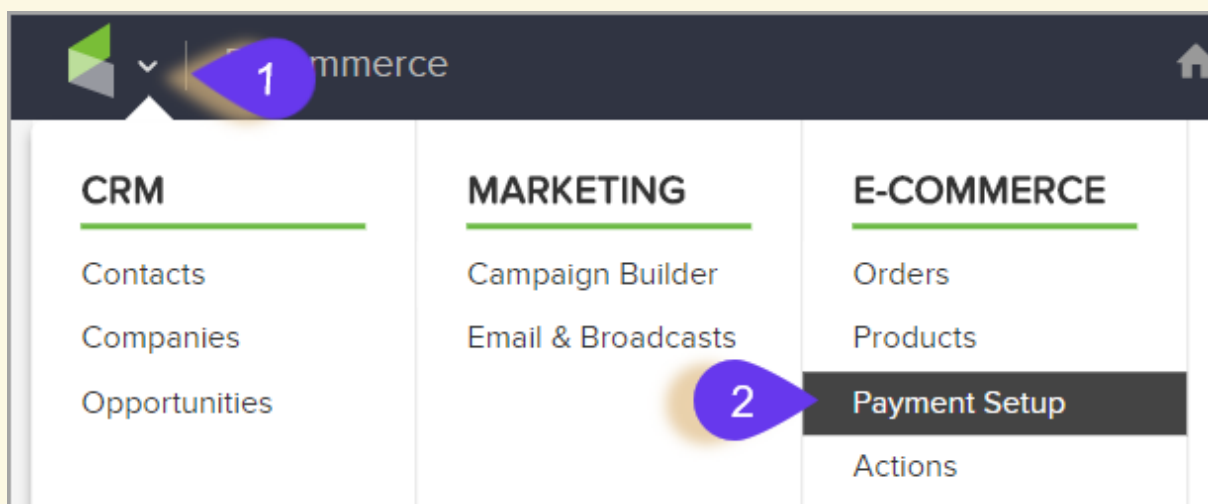 1 mmerce
CRM
Contacts
Companies
Opportunities
MARKETING
Campaign Builder
Email & Broadcasts
E-COMMERCE
Orders
Products
2 Payment Setup
Actions